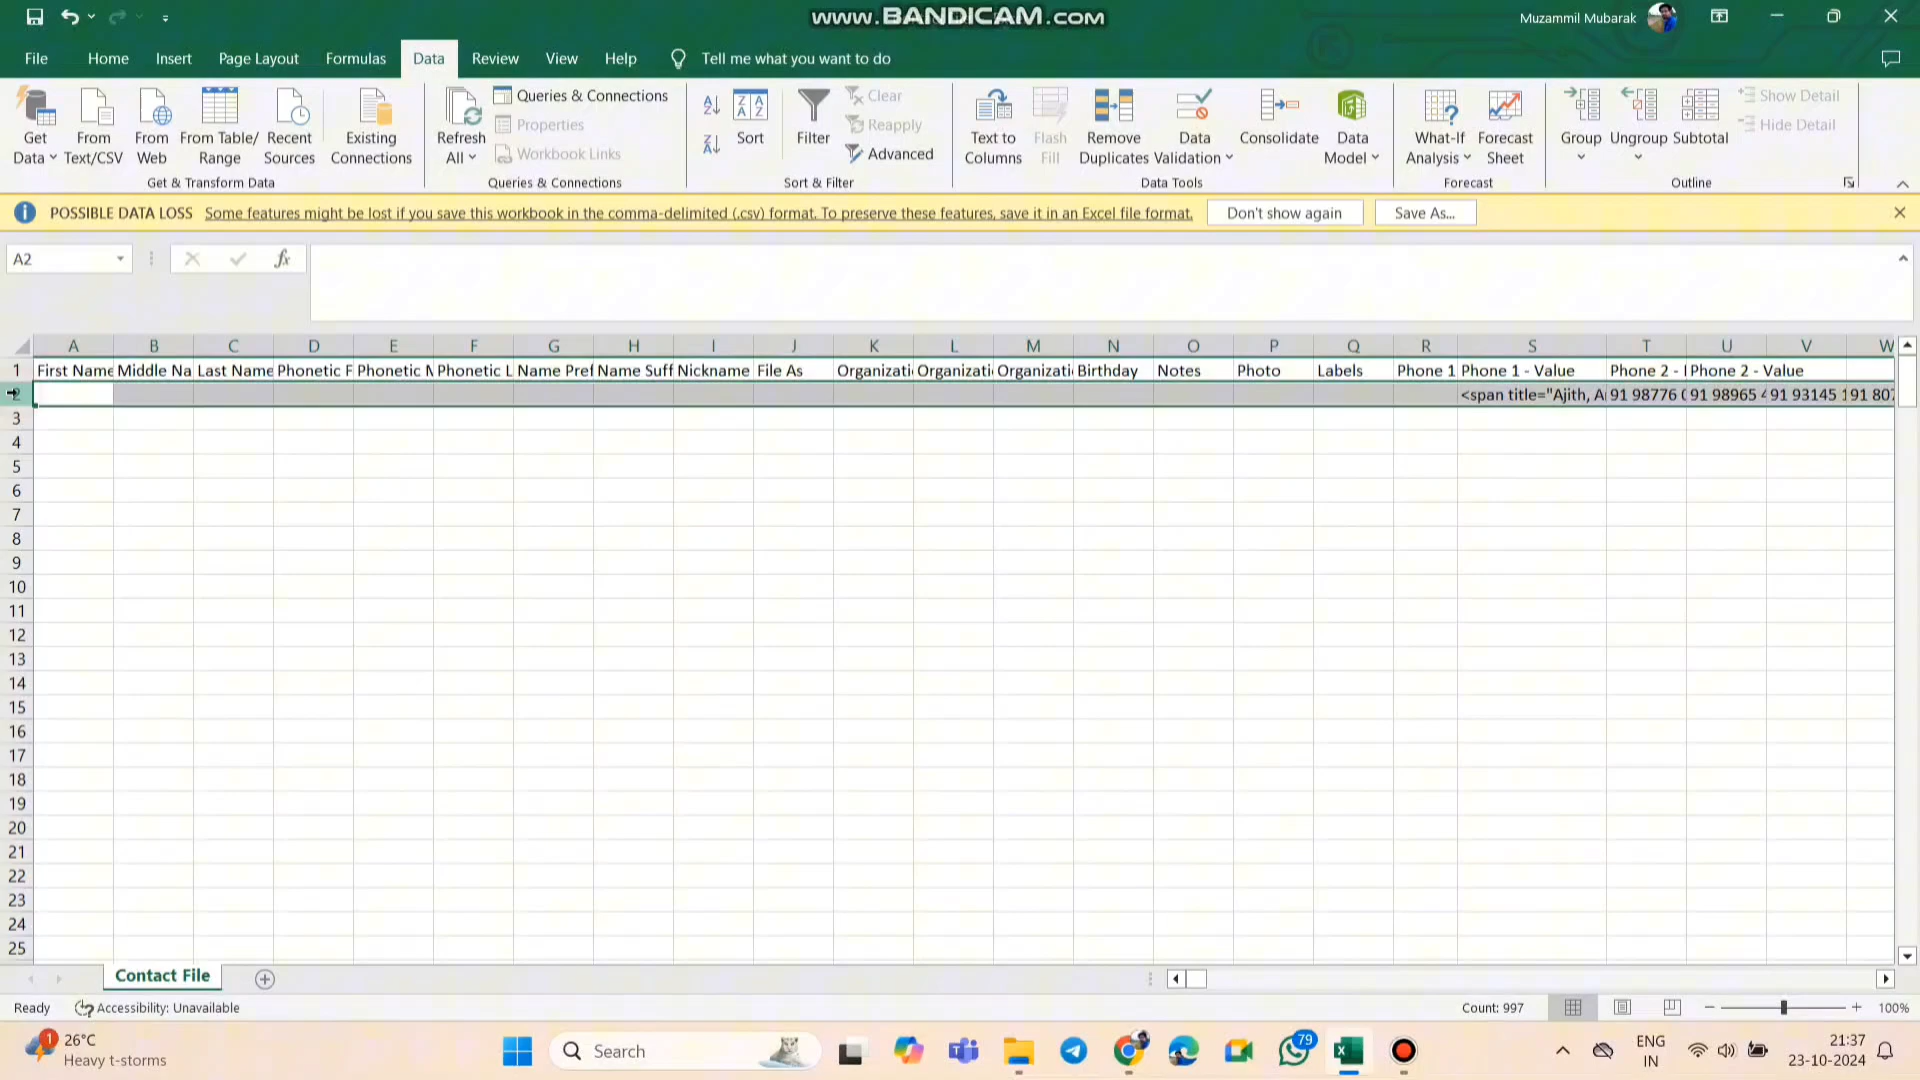 www.BANDICAM.com
Muzammil Mubarak
File Home Insert Page Layout Formulas Data Review View Help Tell me what you want to do
Get Data
From Text/CSV
From Web
From Table/ Range
Recent Sources
Existing Connections
Get & Transform Data
Refresh All
Queries & Connections
Properties
Workbook Links
Queries & Connections
Sort
Filter
Clear
Reapply
Advanced
Sort & Filter
Text to Columns
Flash Fill
Remove Duplicates
Data Validation
Consolidate
Data Model
Data Tools
What-If Analysis
Forecast Sheet
Forecast
Group
Ungroup
Subtotal
Show Detail
Hide Detail
Outline
POSSIBLE DATA LOSS Some features might be lost if you save this workbook in the comma-delimited (.csv) format. To preserve these features, save it in an Excel file format. Don't show again Save As...
A2 fx
A B C D E F G H I J K L M N O P Q R S T U V W
1 First Name Middle Na Last Name Phonetic F Phonetic M Phonetic L Name Pref Name Suff Nickname File As Organizati Organizati Organizati Birthday Notes Photo Labels Phone 1 Phone 1 - Value Phone 2 - Phone 2 - Value
2 <span title="Ajith, A 91 98776 91 98965 91 93145 91 807
3
4
5
6
7
8
9
10
11
12
13
14
15
16
17
18
19
20
21
22
23
24
25
Contact File
Ready Accessibility: Unavailable Count: 997 100%
1 26°C
Heavy t-storms
Search
79
ENG
IN
21:37
23-10-2024